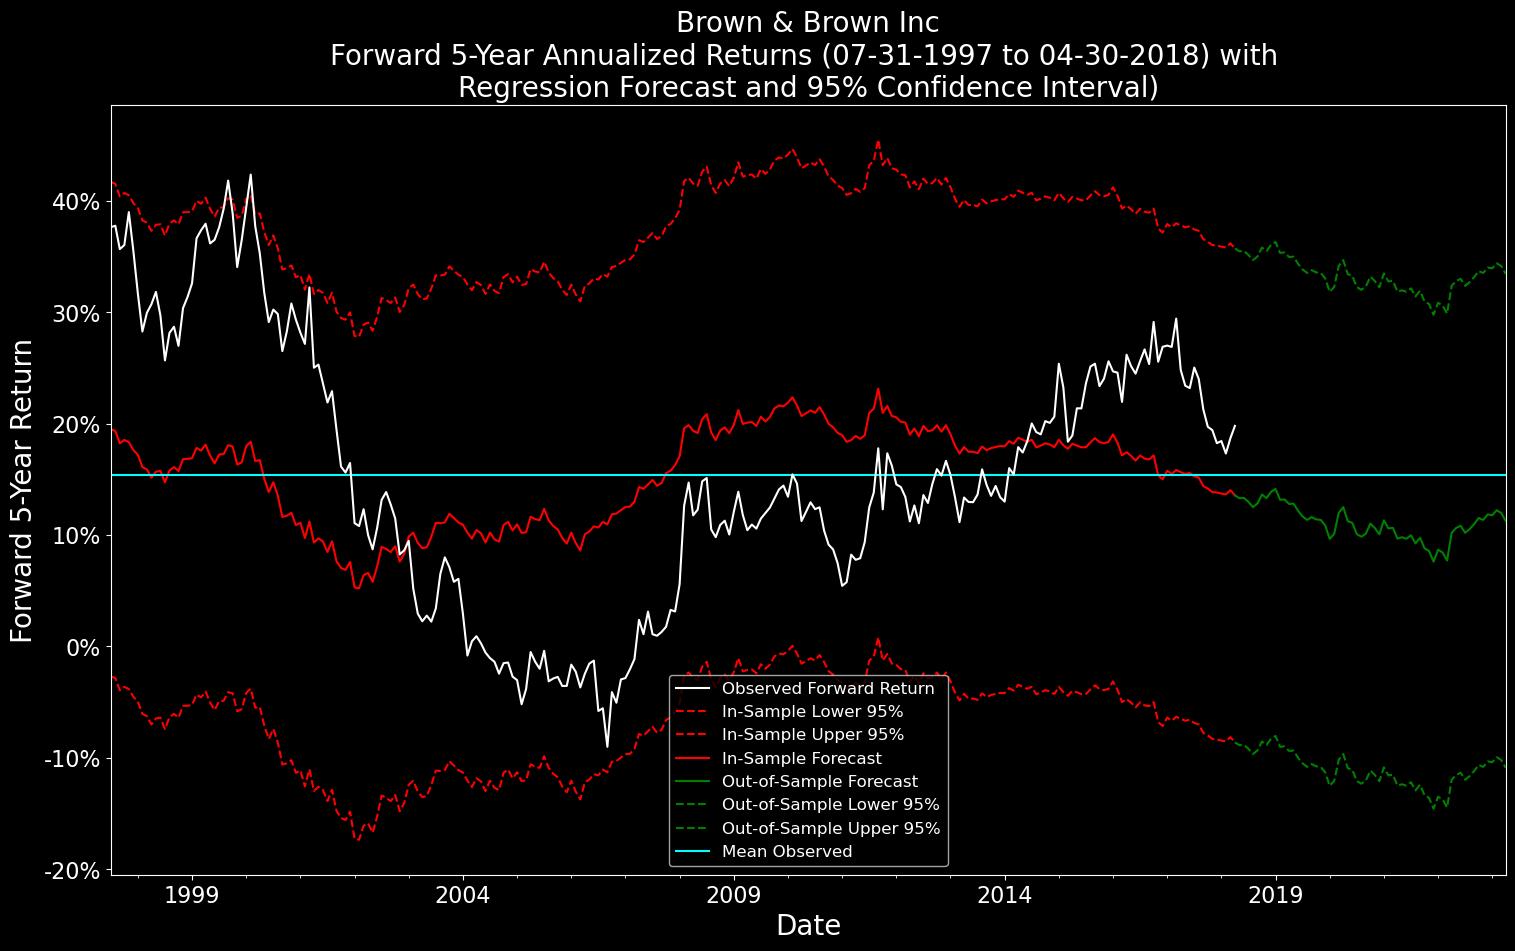 Brown & Brown Inc
Forward 5-Year Annualized Returns (07-31-1997 to 04-30-2018) with
Regression Forecast and 95% Confidence Interval)
Forward 5-Year Return
40%
30%
20%
10%
0%
-10%
-20%
Observed Forward Return
In-Sample Lower 95%
In-Sample Upper 95%
In-Sample Forecast
Out-of-Sample Forecast
Out-of-Sample Lower 95%
Out-of-Sample Upper 95%
Mean Observed
1999 2004 2009 2014 2019
Date